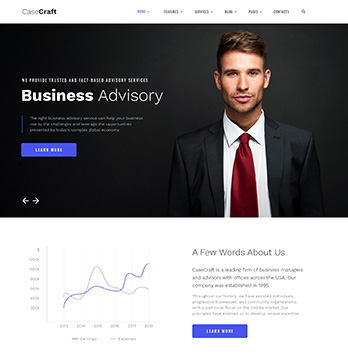 CaseCraft
HOME FEATURES SERVICES BLOG PAGES CONTACTS
WE PROVIDE TRUSTED AND FACT-BASED ADVISORY SERVICES
Business Advisory
The right business advisory service can help your business
rise to the challenges and leverage the opportunities
presented by today's complex global economy.
LEARN MORE
$
1200K
1000K
800K
600K
400K
200K
2013 2014 2015 2016 2017 2018
Earnings Expenses
A Few Words About Us
CaseCraft is a leading firm of business managers
and advisors with offices across the USA. Our
company was established in 1995.
Throughout our history, we have assisted individuals,
progressive businesses, and community organizations,
with a particular focus on the middle market. Our
principles have enabled us to develop unique expertise.
LEARN MORE